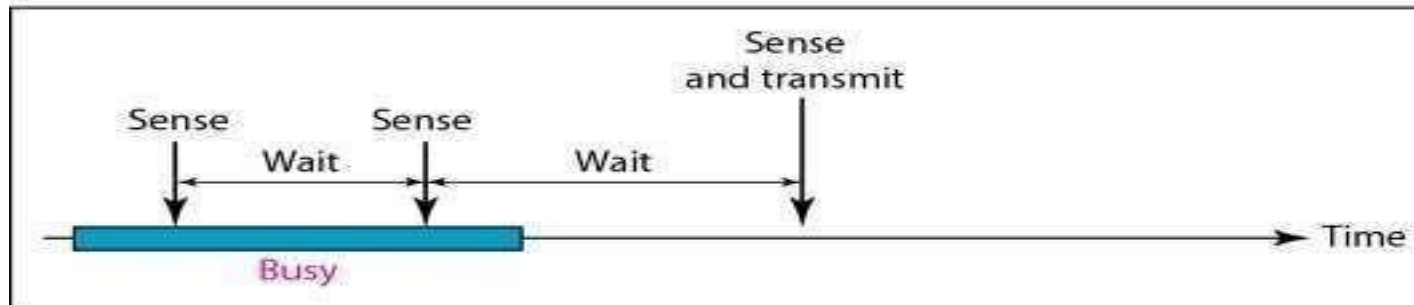 Sense
and transmit
Sense
Sense
Wait
Wait
Time
Busy